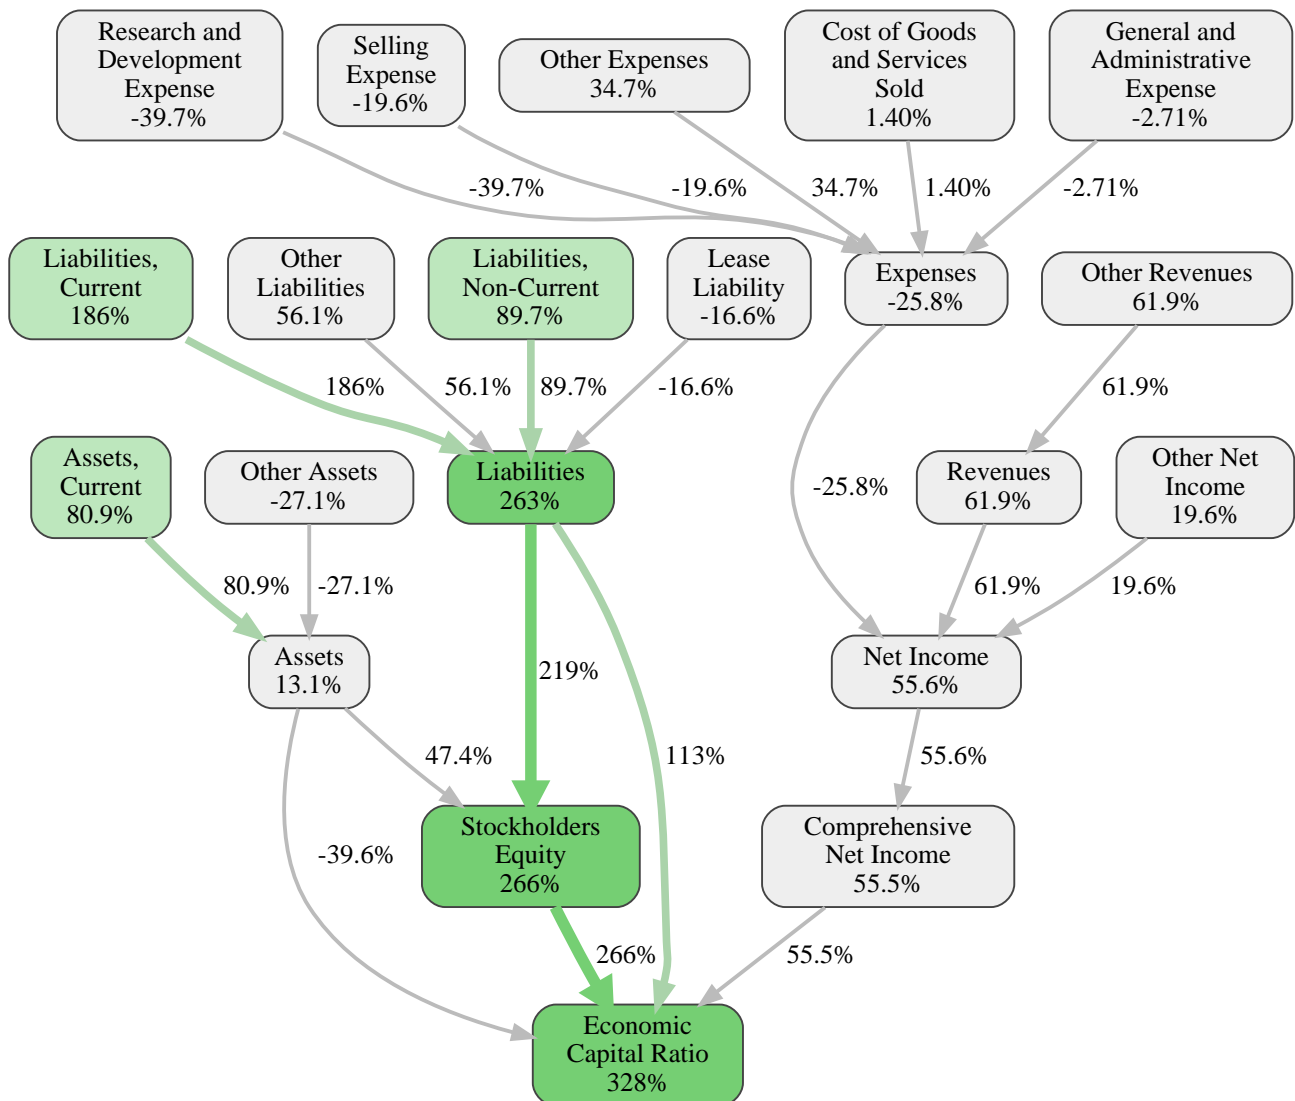 Research and
Development
Expense
-39.7%
Selling
Expense
-19.6%
Other Expenses
34.7%
Cost of Goods
and Services
Sold
1.40%
General and
Administrative
Expense
-2.71%
-39.7%
-19.6%
34.7%
1.40%
-2.71%
Liabilities,
Current
186%
Other
Liabilities
56.1%
Liabilities,
Non-Current
89.7%
Lease
Liability
-16.6%
Expenses
-25.8%
Other Revenues
61.9%
186%
56.1%
89.7%
-16.6%
61.9%
Assets,
Current
80.9%
Other Assets
-27.1%
Liabilities
263%
-25.8%
Revenues
61.9%
Other Net
Income
19.6%
80.9%
-27.1%
61.9%
19.6%
Assets
13.1%
219%
Net Income
55.6%
47.4%
113%
55.6%
-39.6%
Stockholders
Equity
266%
Comprehensive
Net Income
55.5%
266%
55.5%
Economic
Capital Ratio
328%